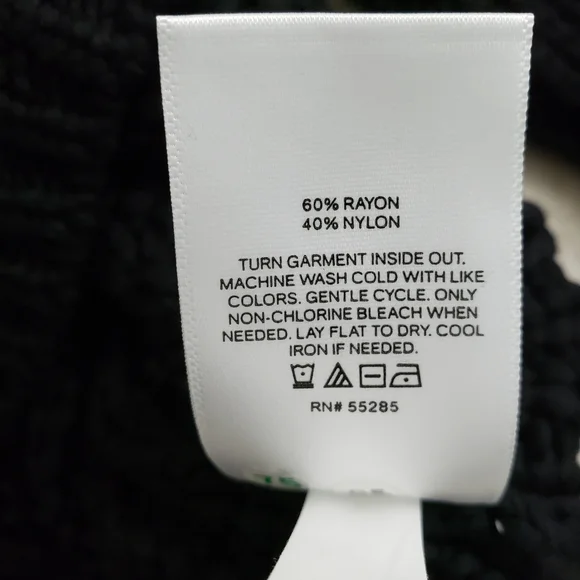 60% RAYON
40% NYLON
TURN GARMENT INSIDE OUT.
MACHINE WASH COLD WITH LIKE
COLORS. GENTLE CYCLE. ONLY
NON-CHLORINE BLEACH WHEN
NEEDED. LAY FLAT TO DRY. COOL
IRON IF NEEDED.
RN# 55285